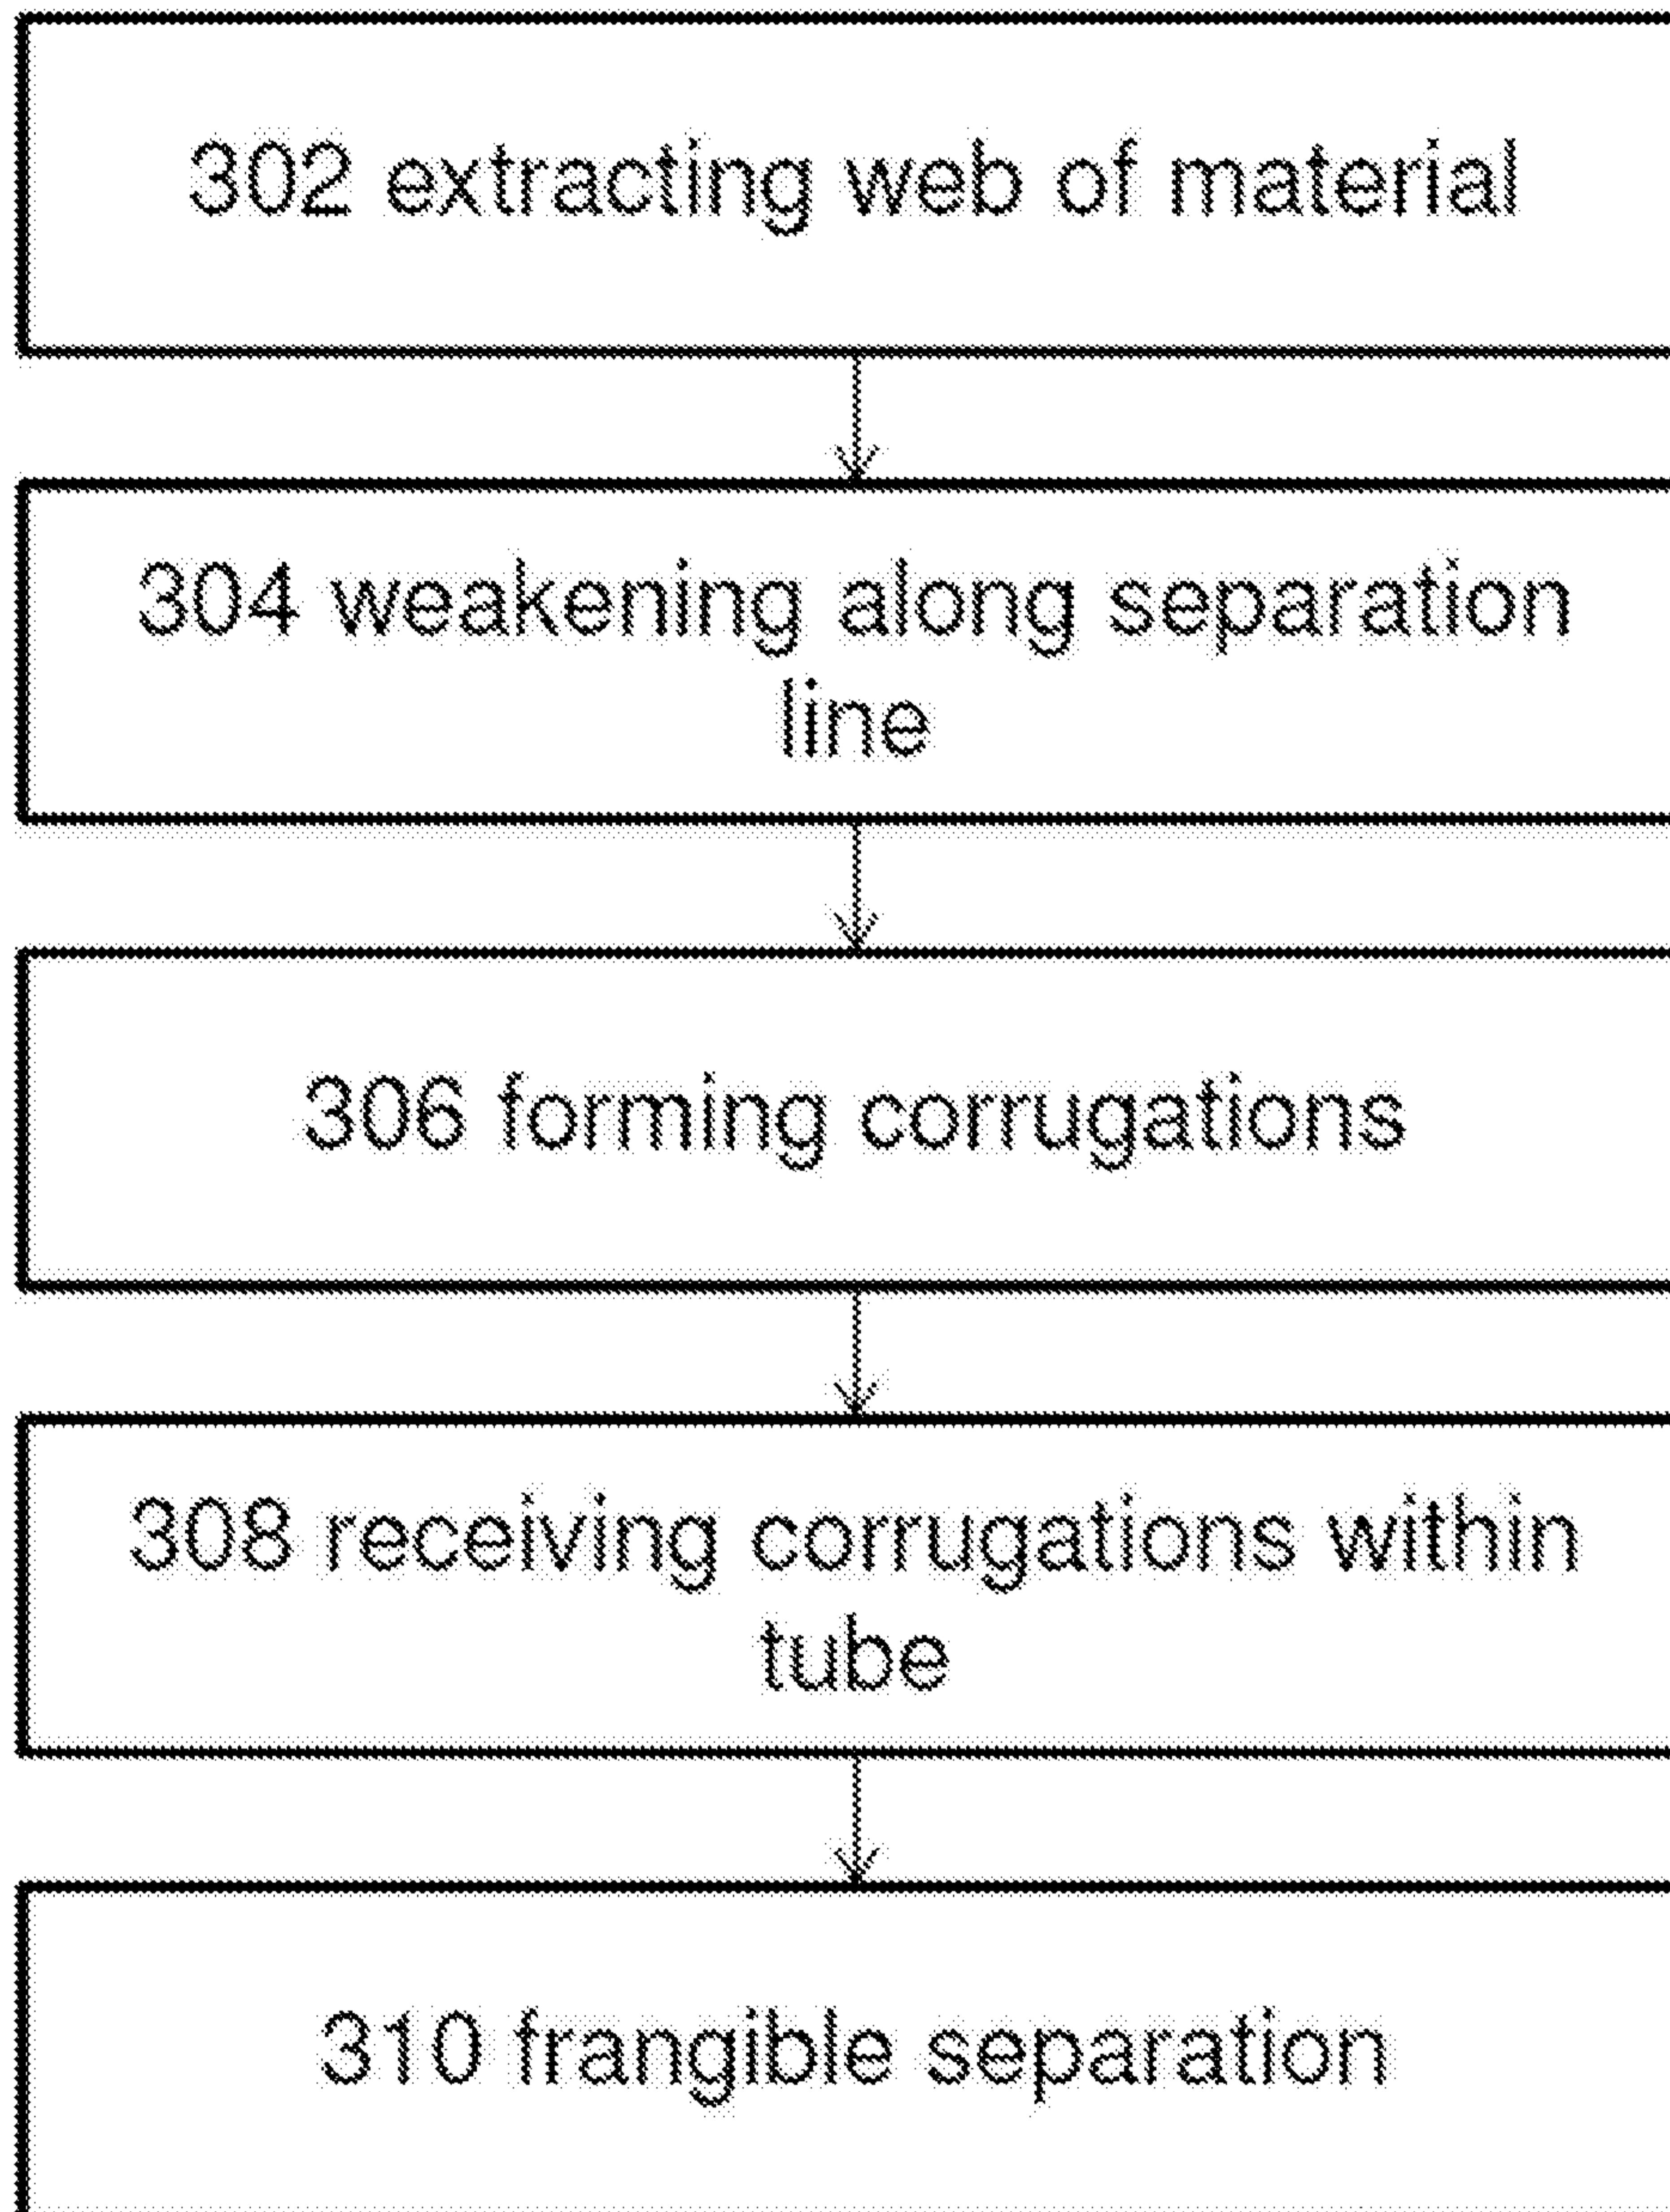 302 extracting web of material
304 weakening along separation
line
306 forming corrugations
308 receiving corrugations within
tube
310 frangible separation